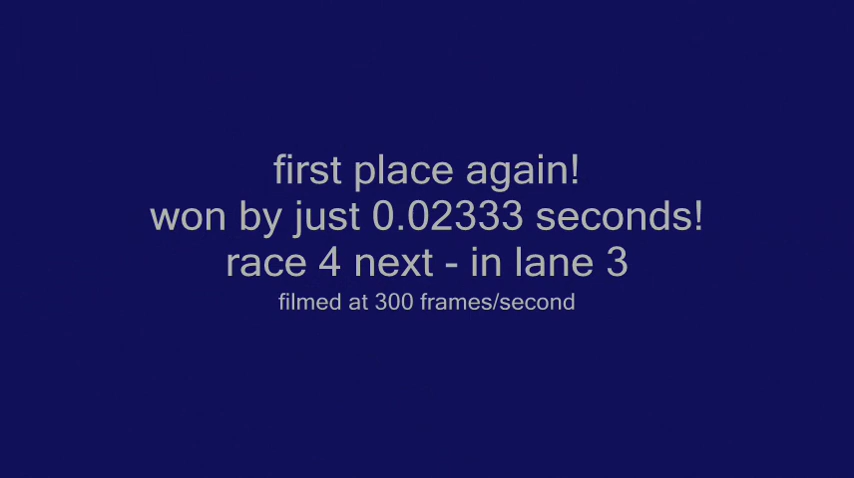 first place again!
won by just 0.02333 seconds!
race 4 next - in lane 3
filmed at 300 frames/second